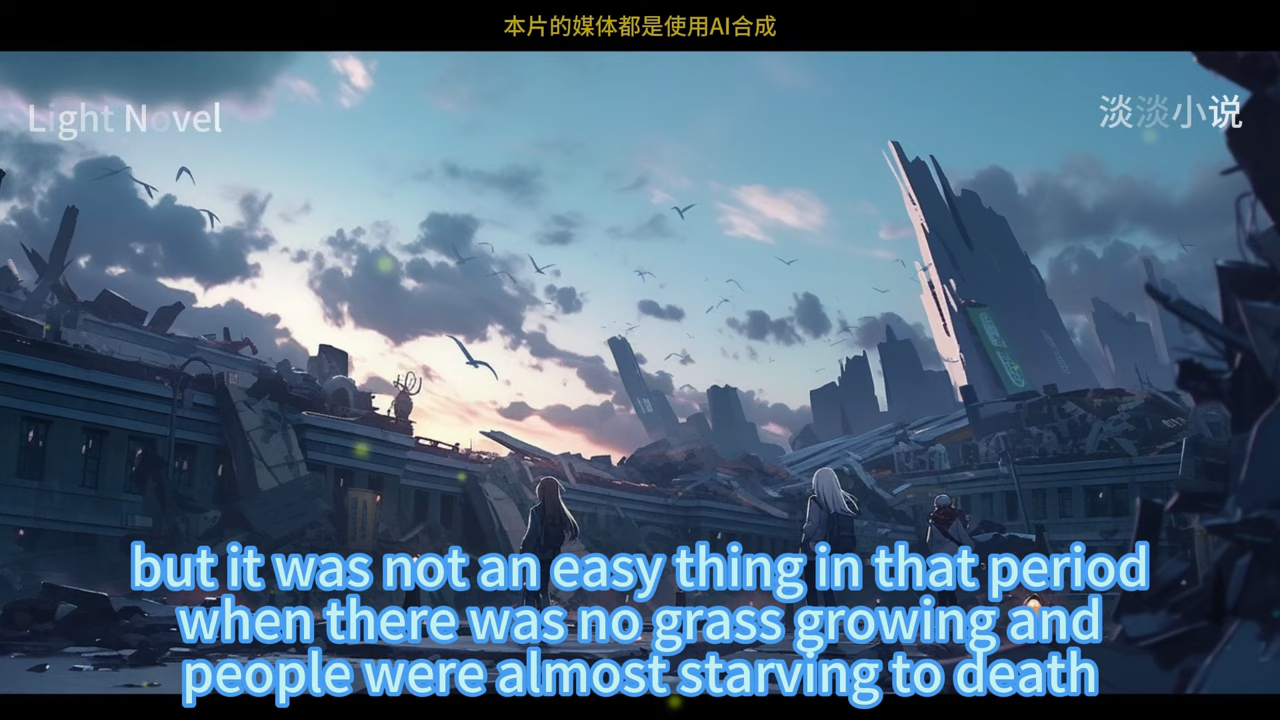 本片的媒体都是使用AI合成
Light Novel
淡淡小说
but it was not an easy thing in that period
when there was no grass growing and
people were almost starving to death